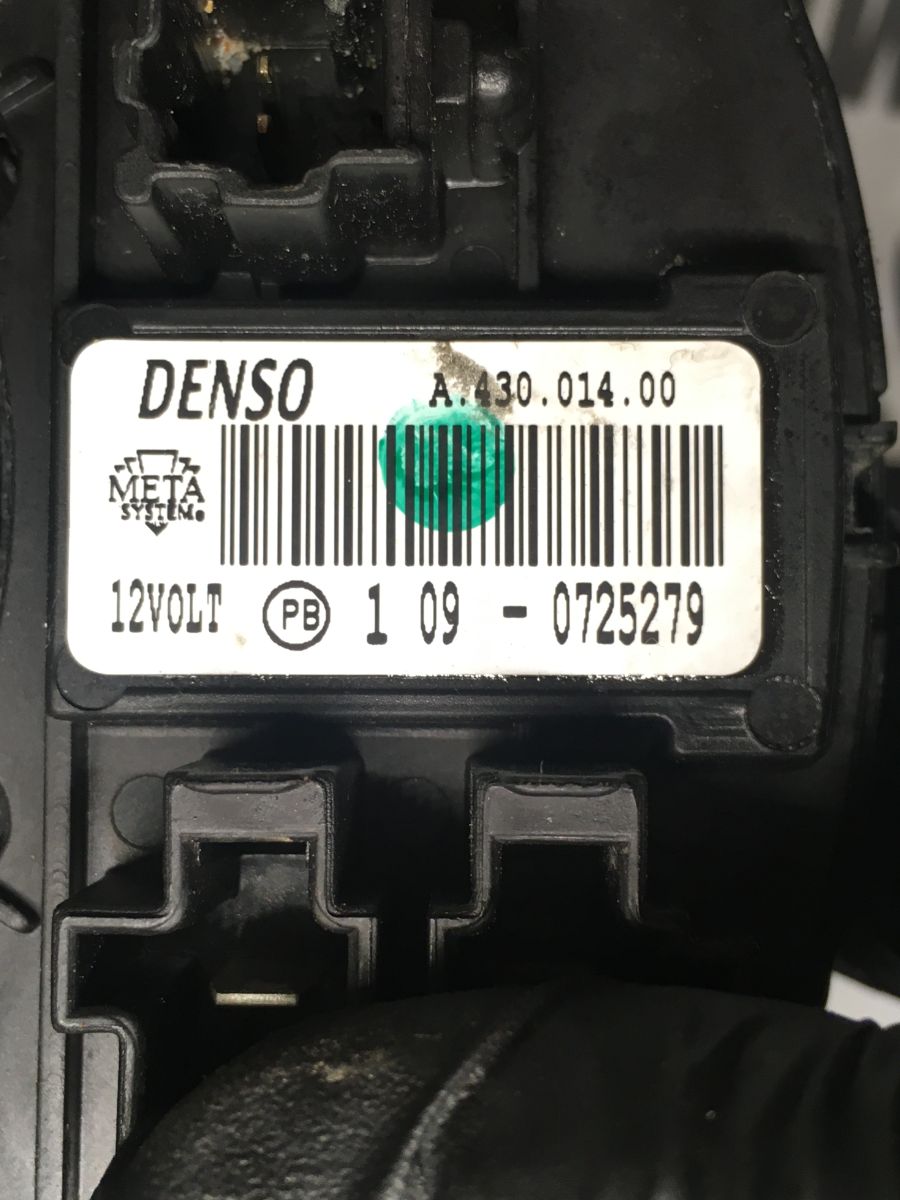 DENSO A.430.014.00
META
SYSTEM®
12VOLT PB 1 09 - 0725279